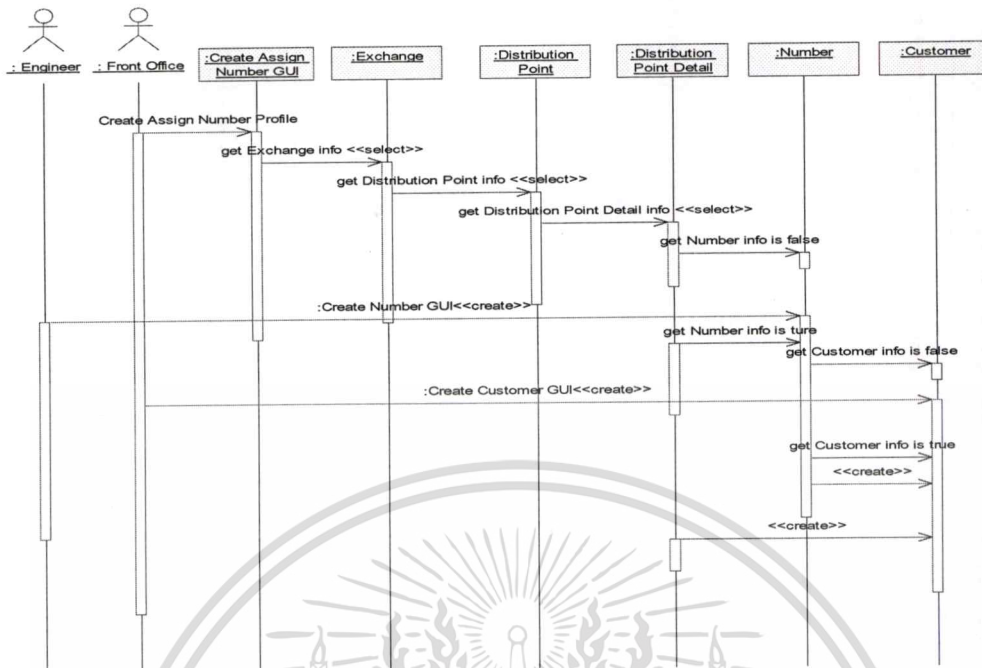 : Engineer
: Front Office
:Create Assign
Number GUI
:Exchange
:Distribution
Point
:Distribution
Point Detail
:Number
:Customer
Create Assign Number Profile
get Exchange info <<select>>
get Distribution Point info <<select>>
get Distribution Point Detail info <<select>>
get Number info is false
:Create Number GUI<<create>>
get Number info is ture
get Customer info is false
:Create Customer GUI<<create>>
get Customer info is true
<<create>>
<<create>>